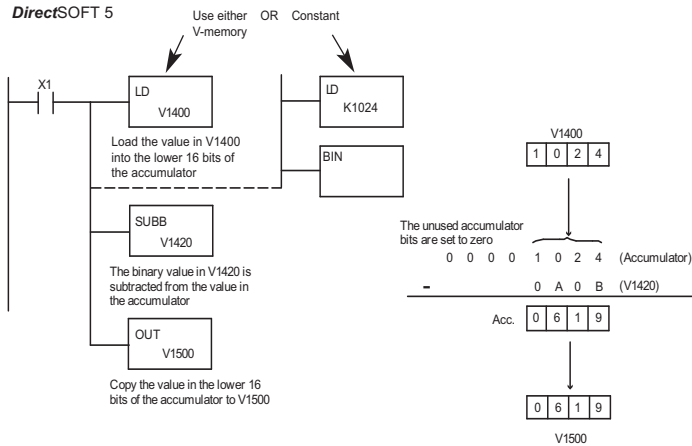 DirectSOFT 5
Use either OR Constant
V-memory
X1
LD
V1400
LD
K1024
Load the value in V1400
into the lower 16 bits of
the accumulator
BIN
SUBB
V1420
The binary value in V1420 is
subtracted from the value in
the accumulator
OUT
V1500
Copy the value in the lower 16
bits of the accumulator to V1500
V1400
1 0 2 4
The unused accumulator
bits are set to zero
0 0 0 0 1 0 2 4 (Accumulator)
- 0 A 0 B (V1420)
Acc. 0 6 1 9
0 6 1 9
V1500